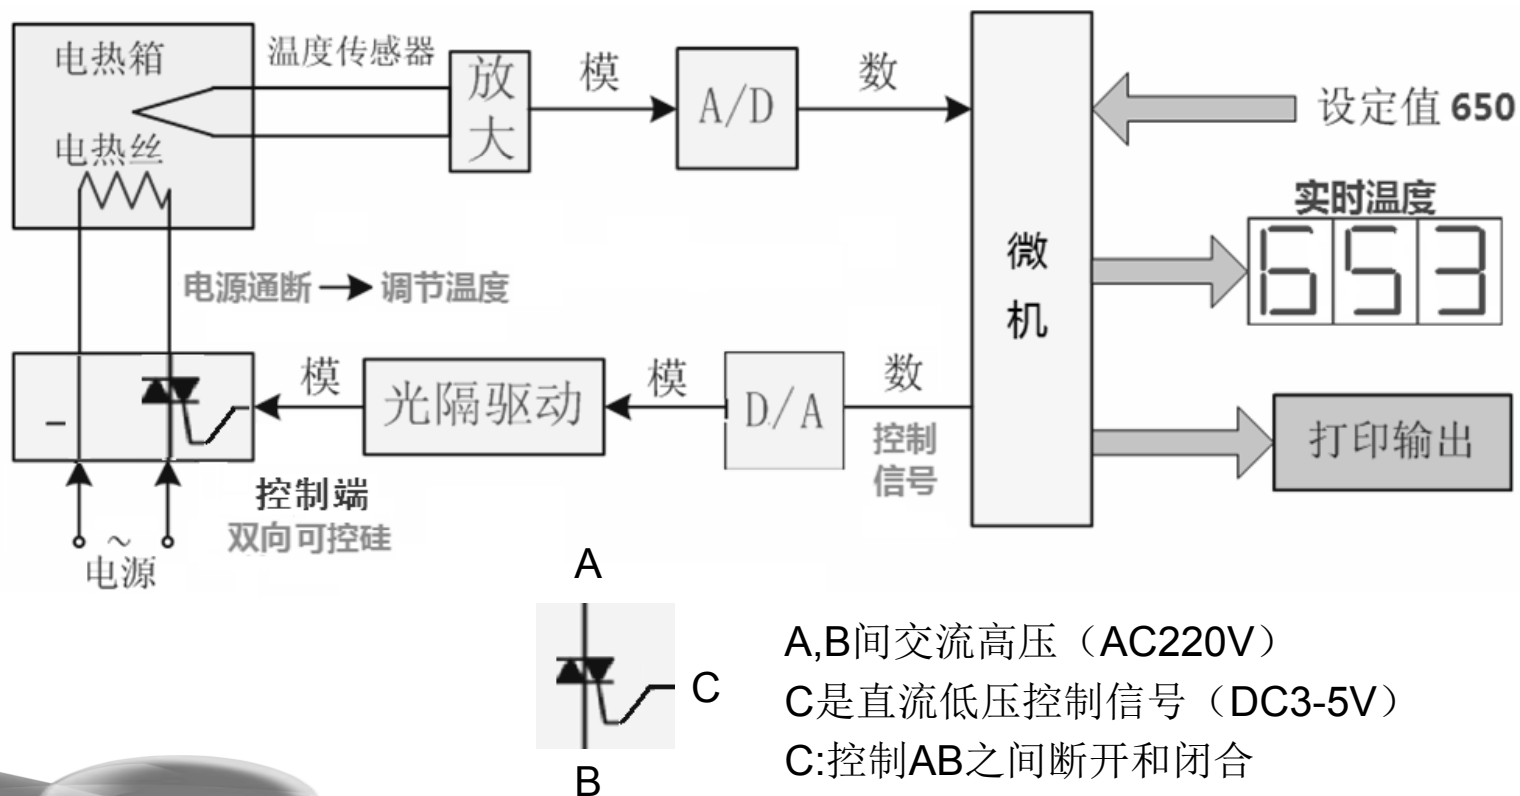 电热箱
温度传感器
放大
模
A/D
数
设定值 650
电热丝
实时温度
653
微机
电源通断
调节温度
模
光隔驱动
模
D/A
数
控制
信号
打印输出
-
控制端
双向可控硅
~
电源
A
C
B
A,B间交流高压（AC220V）
C是直流低压控制信号（DC3-5V）
C:控制AB之间断开和闭合